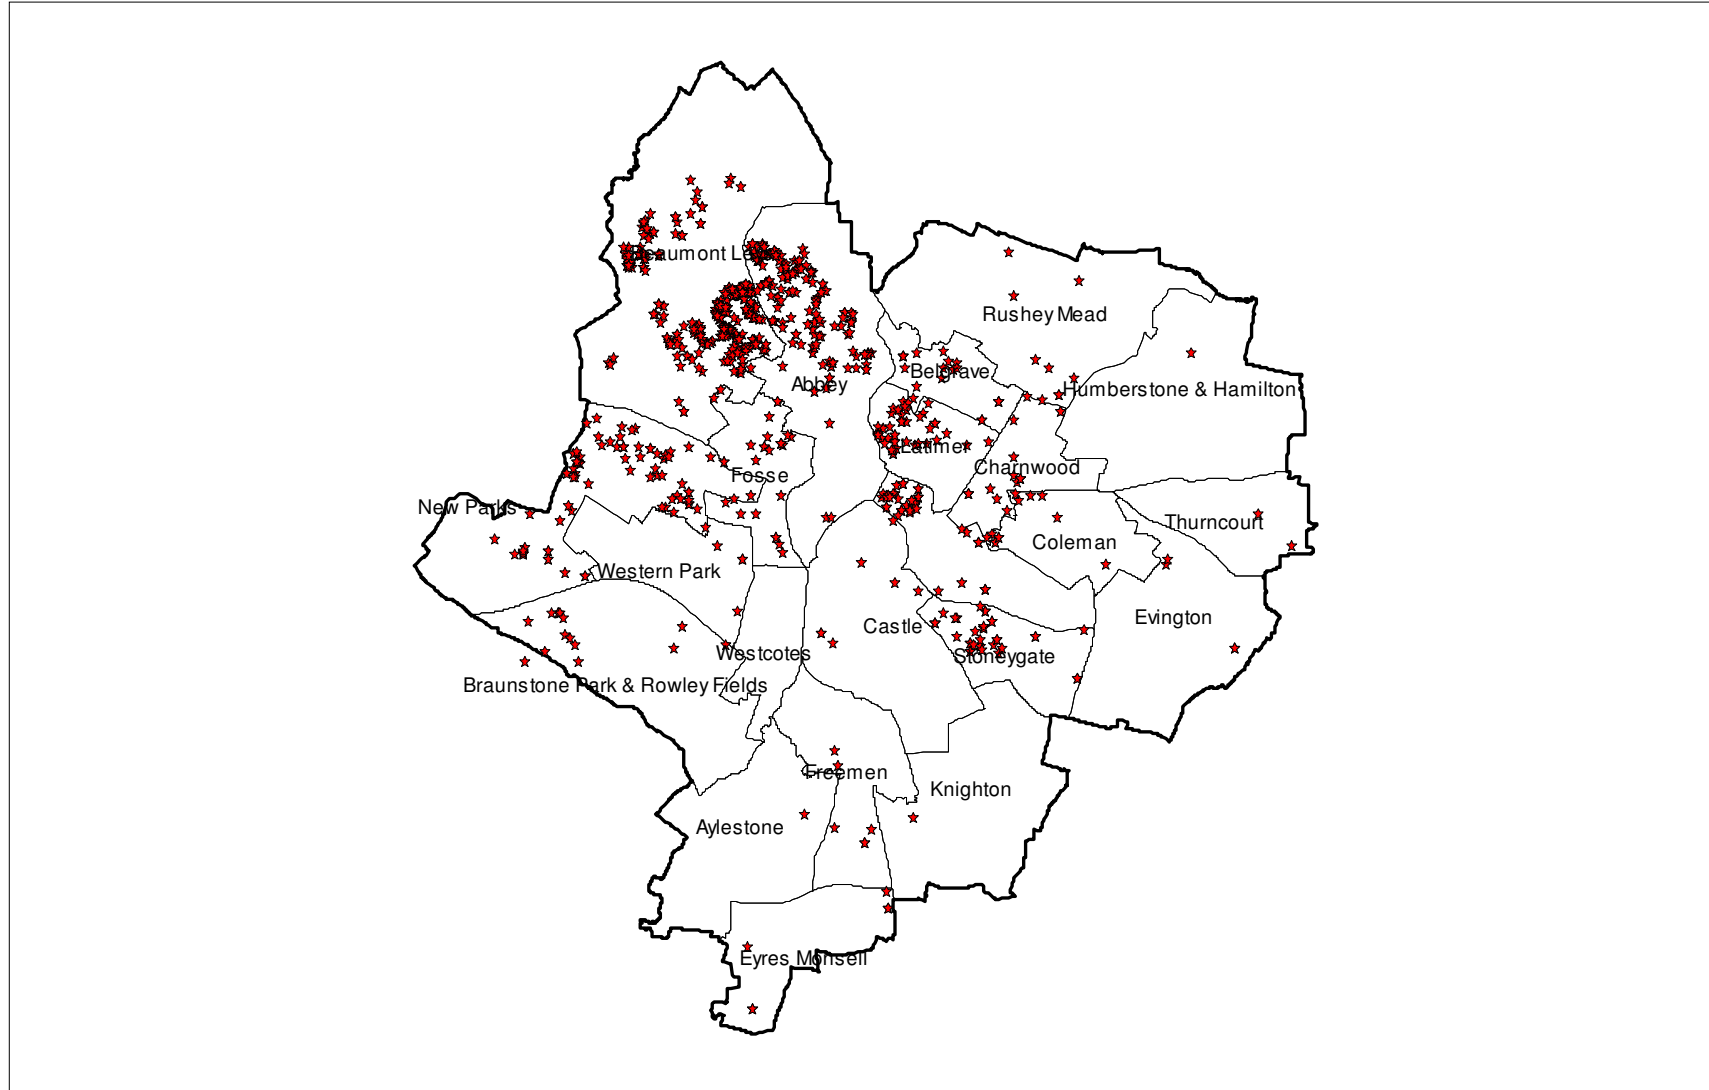 Beaumont Leys
Rushey Mead
Belgrave
Abbey
Humberstone & Hamilton
Latimer
Charnwood
Fosse
New Parks
Thurncourt
Coleman
Western Park
Evington
Castle
Westcotes
Stoneygate
Braunstone Park & Rowley Fields
Freemen
Knighton
Aylestone
Eyres Monsell